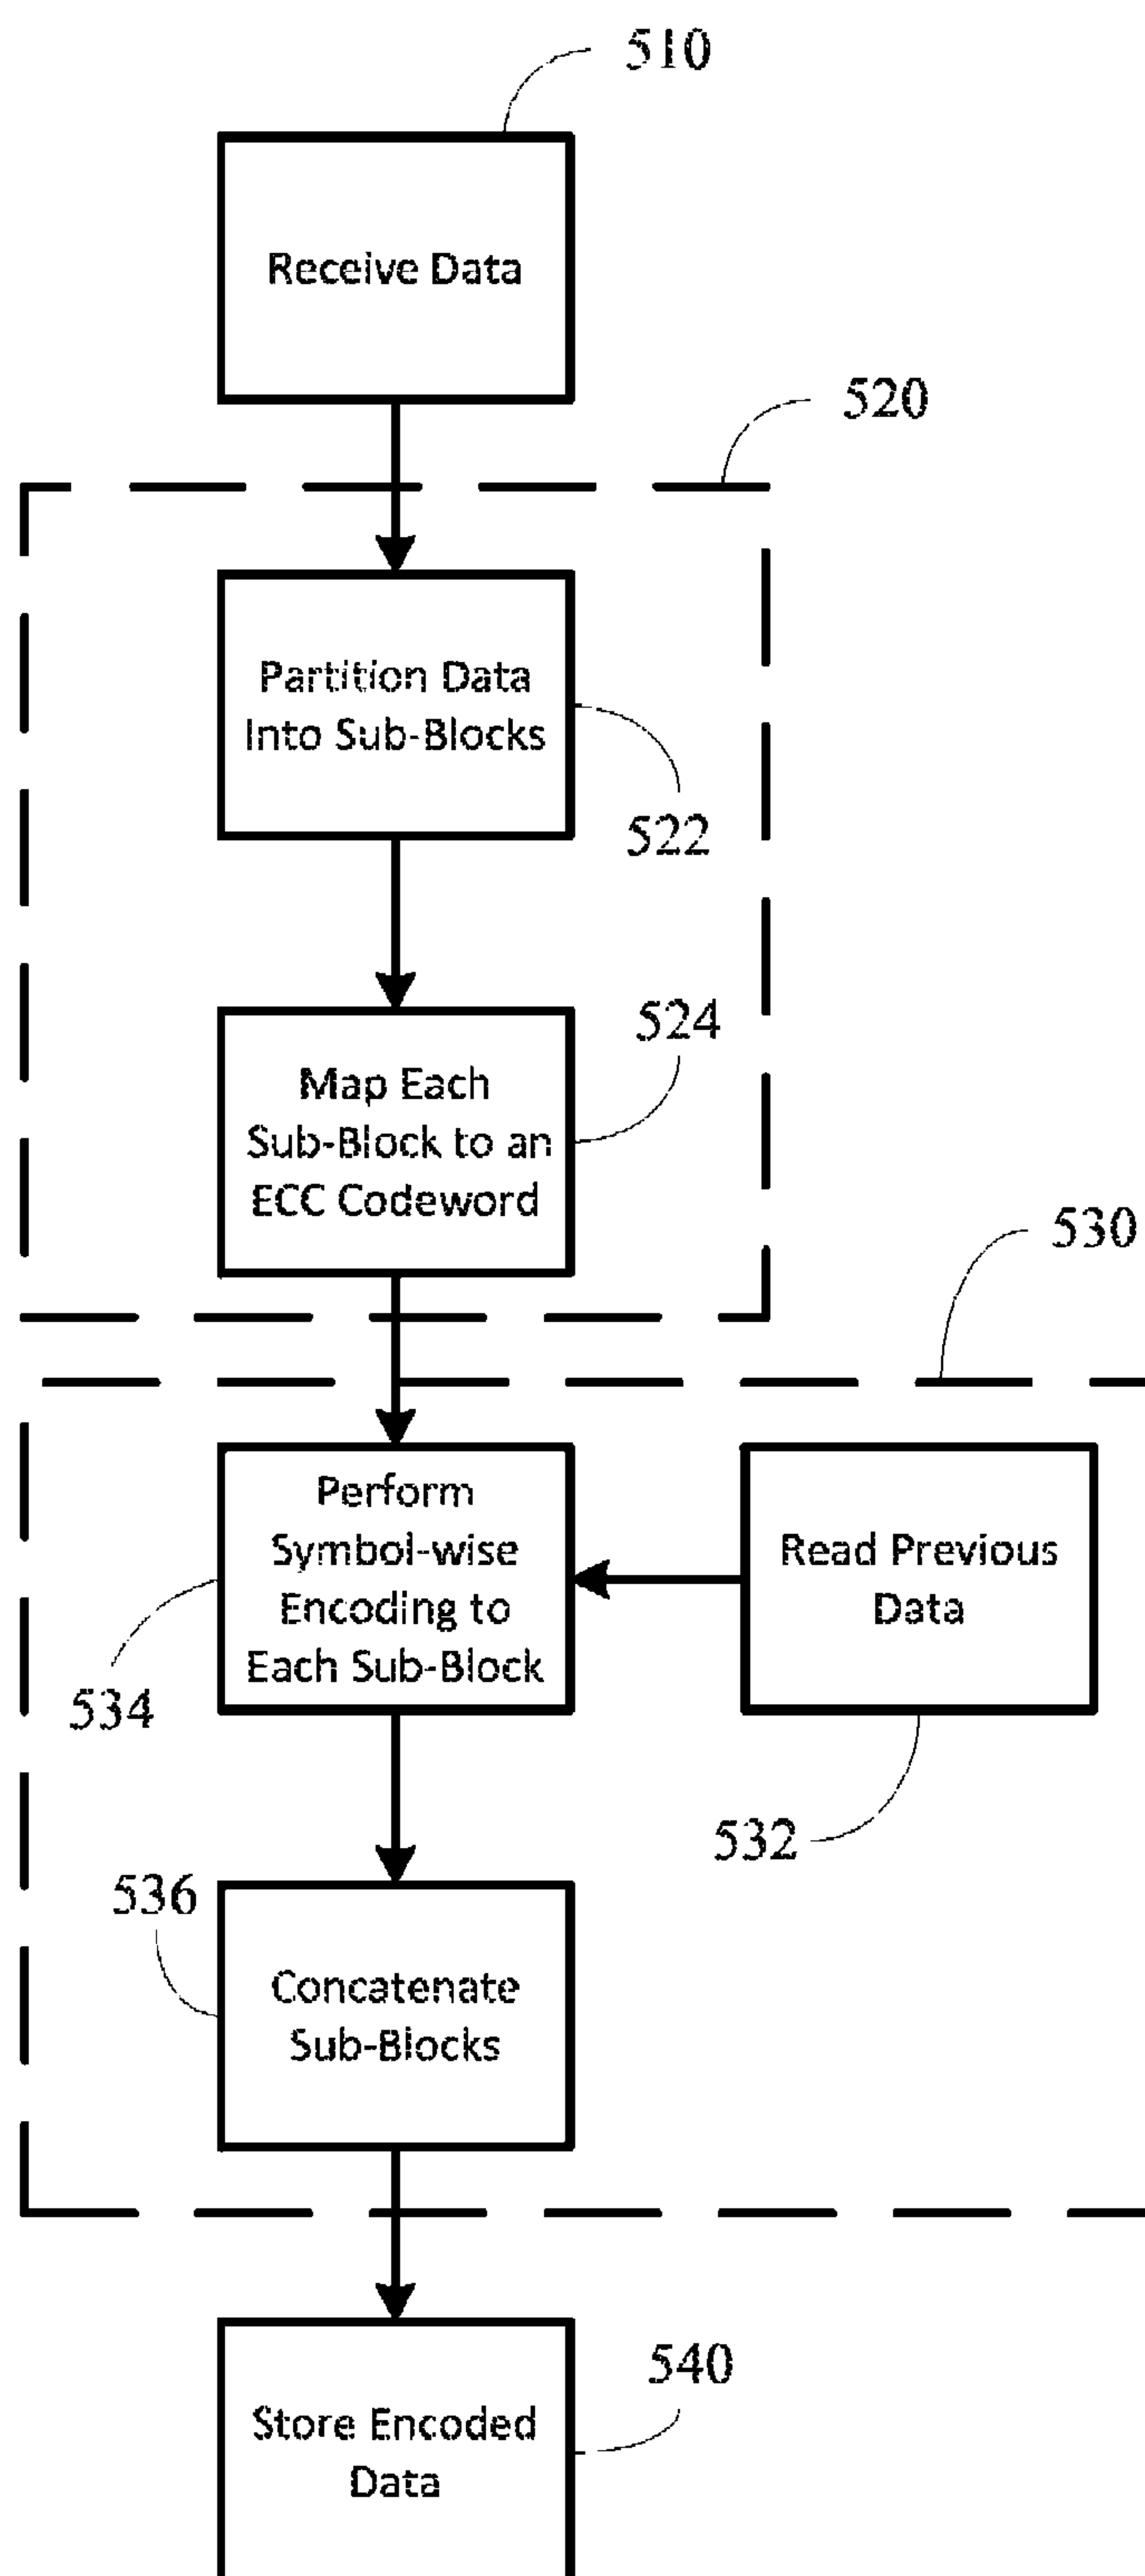 510
Receive Data
520
Partition Data
Into Sub-Blocks
522
524
Map Each
Sub-Block to an
ECC Codeword
530
Perform
Symbol-wise
Encoding to
Each Sub-Block
Read Previous
Data
534
532
536
Concatenate
Sub-Blocks
540
Store Encoded
Data